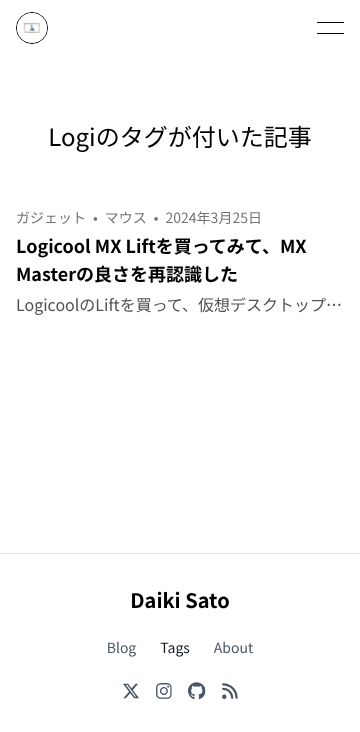 Logiのタグが付いた記事
ガジェット • マウス • 2024年3月25日
Logicool MX Liftを買ってみて、MX
Masterの良さを再認識した
LogicoolのLiftを買って、仮想デスクトップ…
Daiki Sato
Blog Tags About